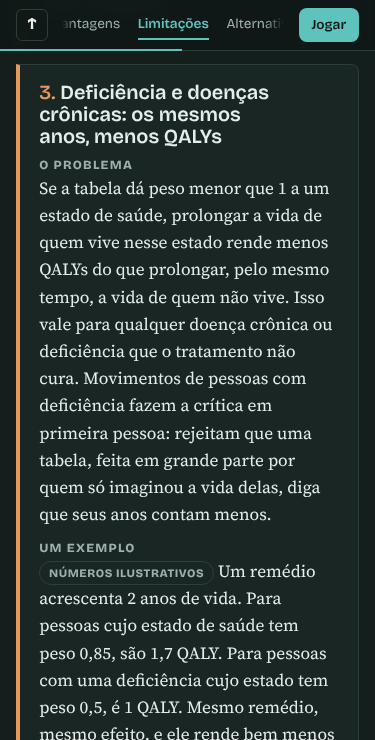 ↑ antagens Limitações Alternati Jogar
3. Deficiência e doenças
crônicas: os mesmos
anos, menos QALYs
O PROBLEMA
Se a tabela dá peso menor que 1 a um
estado de saúde, prolongar a vida de
quem vive nesse estado rende menos
QALYs do que prolongar, pelo mesmo
tempo, a vida de quem não vive. Isso
vale para qualquer doença crônica ou
deficiência que o tratamento não
cura. Movimentos de pessoas com
deficiência fazem a crítica em
primeira pessoa: rejeitam que uma
tabela, feita em grande parte por
quem só imaginou a vida delas, diga
que seus anos contam menos.
UM EXEMPLO
NÚMEROS ILUSTRATIVOS Um remédio
acrescenta 2 anos de vida. Para
pessoas cujo estado de saúde tem
peso 0,85, são 1,7 QALY. Para pessoas
com uma deficiência cujo estado tem
peso 0,5, é 1 QALY. Mesmo remédio,
mesmo efeito, e ele rende bem menos